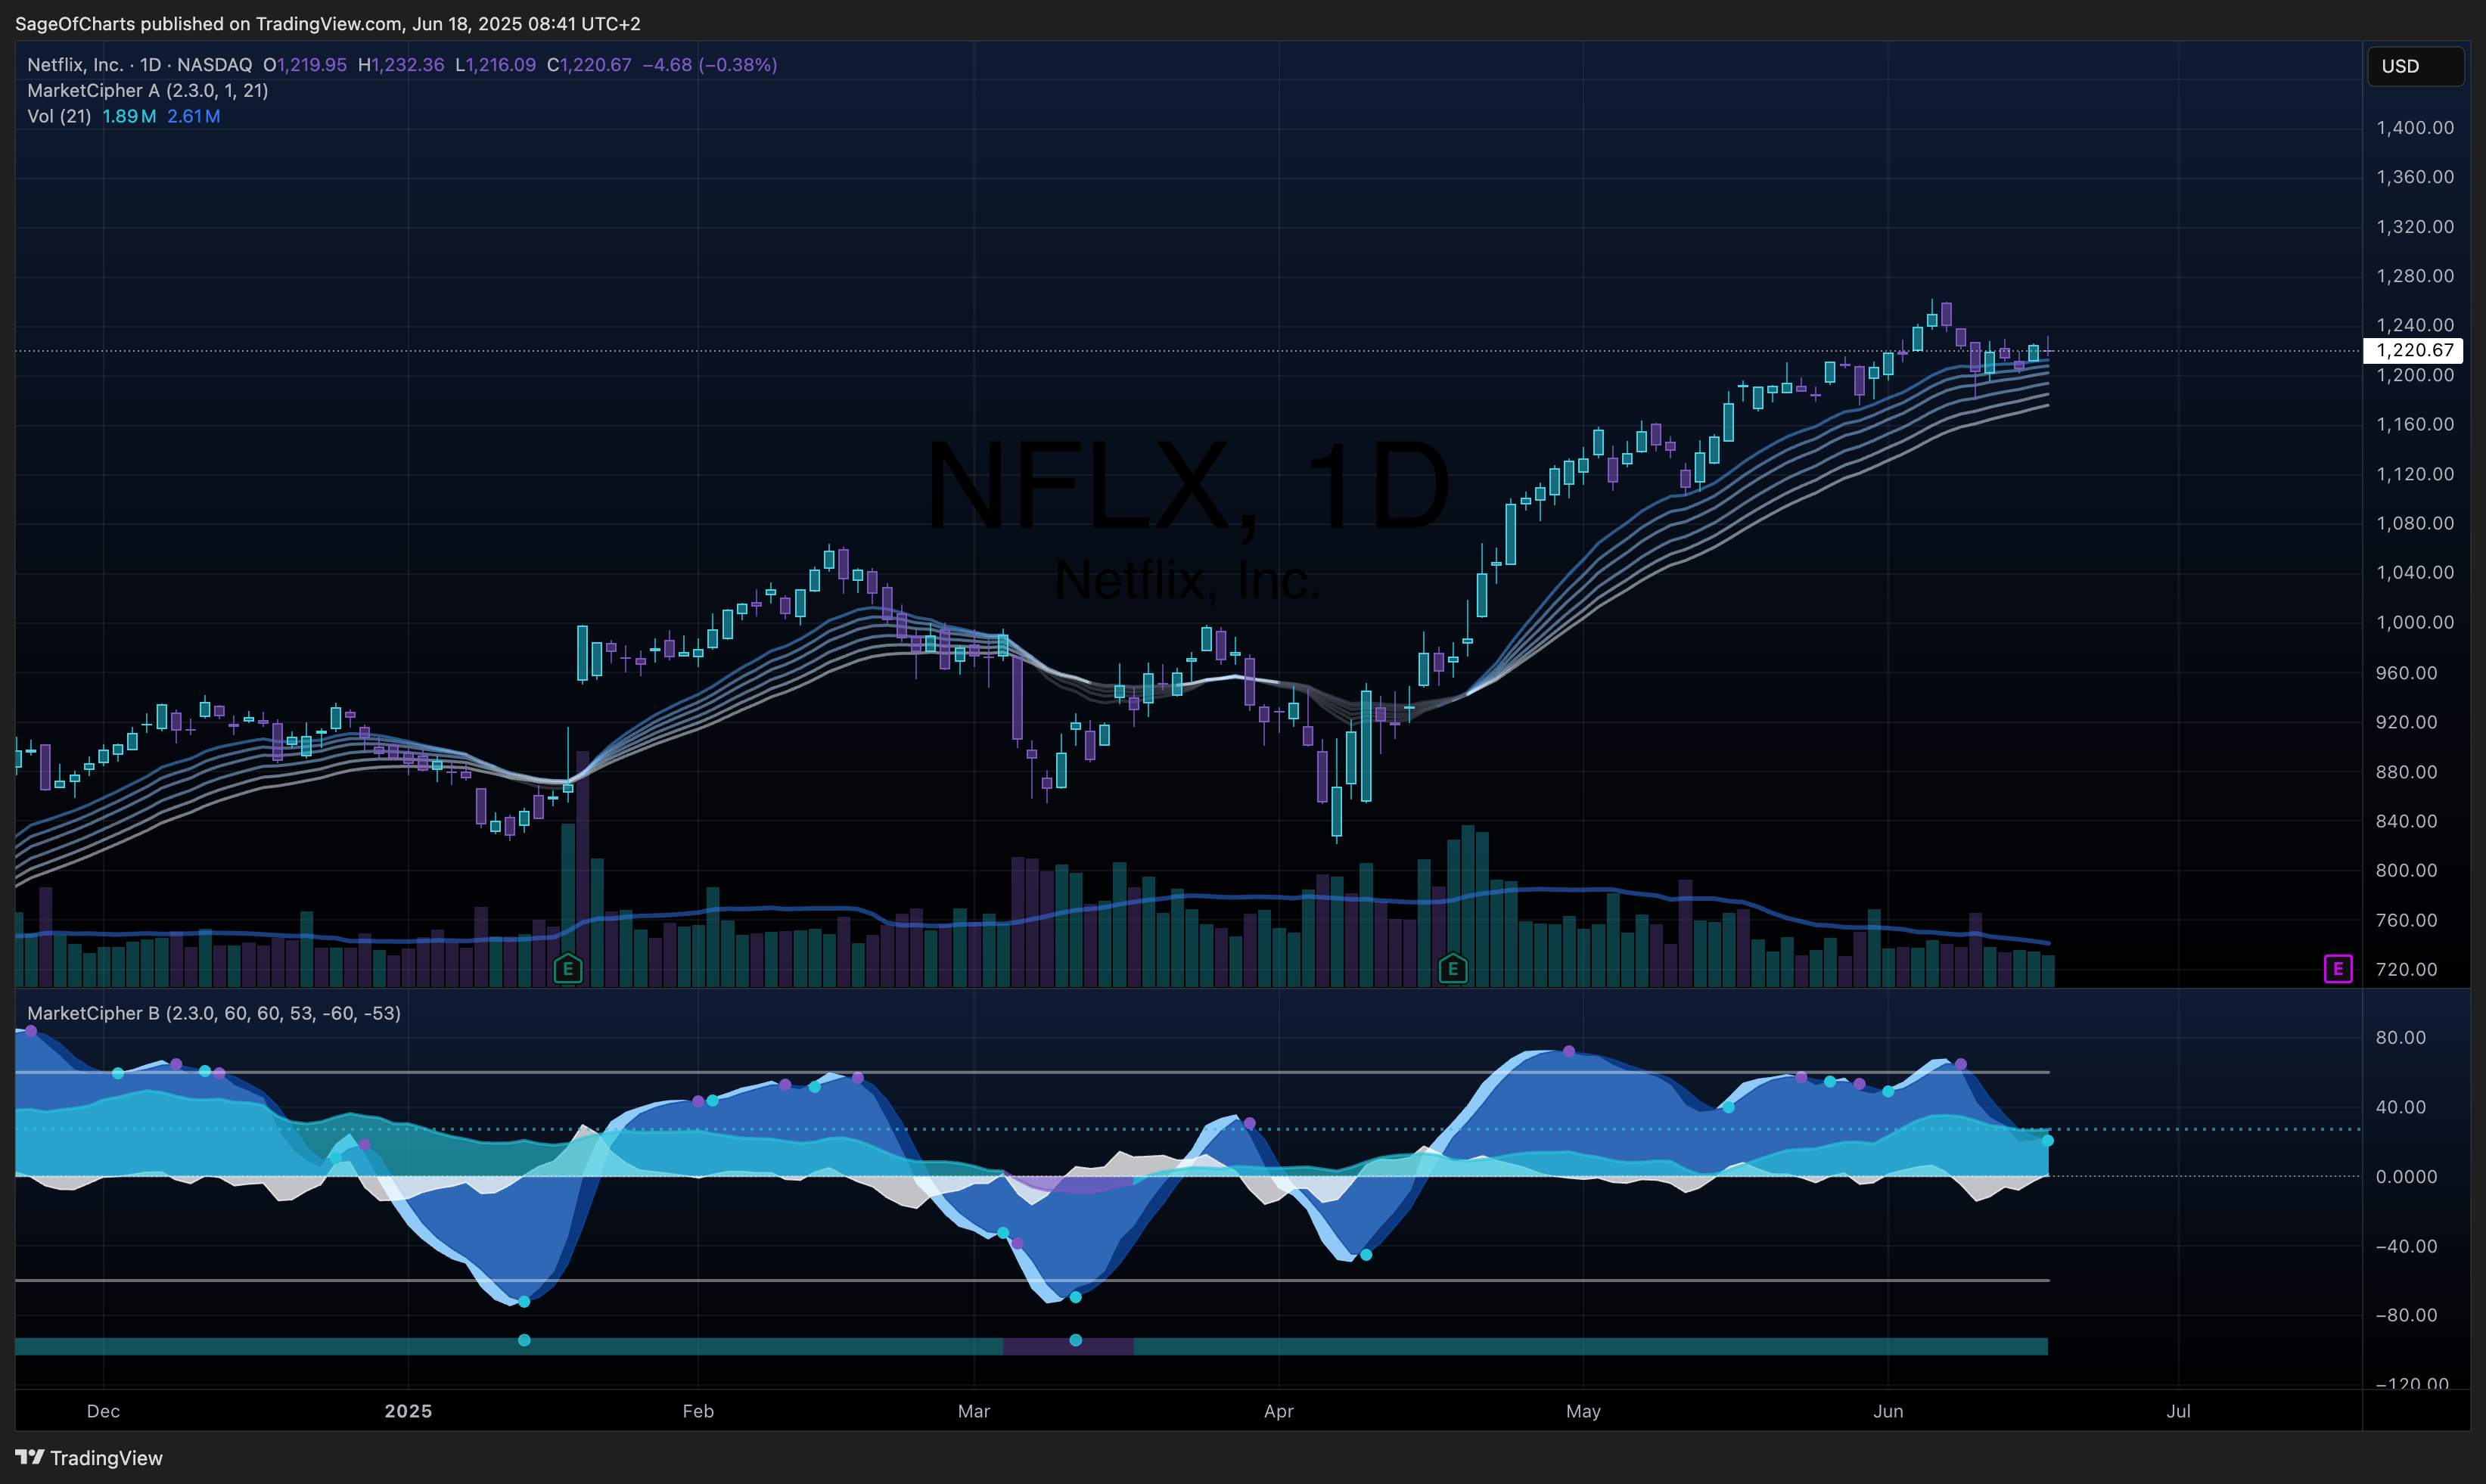 SageOfCharts published on TradingView.com, Jun 18, 2025 08:41 UTC+2
Netflix, Inc. · 1D · NASDAQ O1,219.95 H1,232.36 L1,216.09 C1,220.67 −4.68 (−0.38%)
MarketCipher A (2.3.0, 1, 21)
Vol (21) 1.89M 2.61M
USD
1,400.00
1,360.00
1,320.00
1,280.00
1,240.00
1,220.67
1,200.00
1,160.00
1,120.00
1,080.00
1,040.00
1,000.00
960.00
920.00
880.00
840.00
800.00
760.00
720.00
NFLX, 1D
Netflix, Inc.
E
E
E
MarketCipher B (2.3.0, 60, 60, 53, -60, -53)
80.00
40.00
0.0000
−40.00
−80.00
−120.00
Dec 2025 Feb Mar Apr May Jun Jul
TradingView